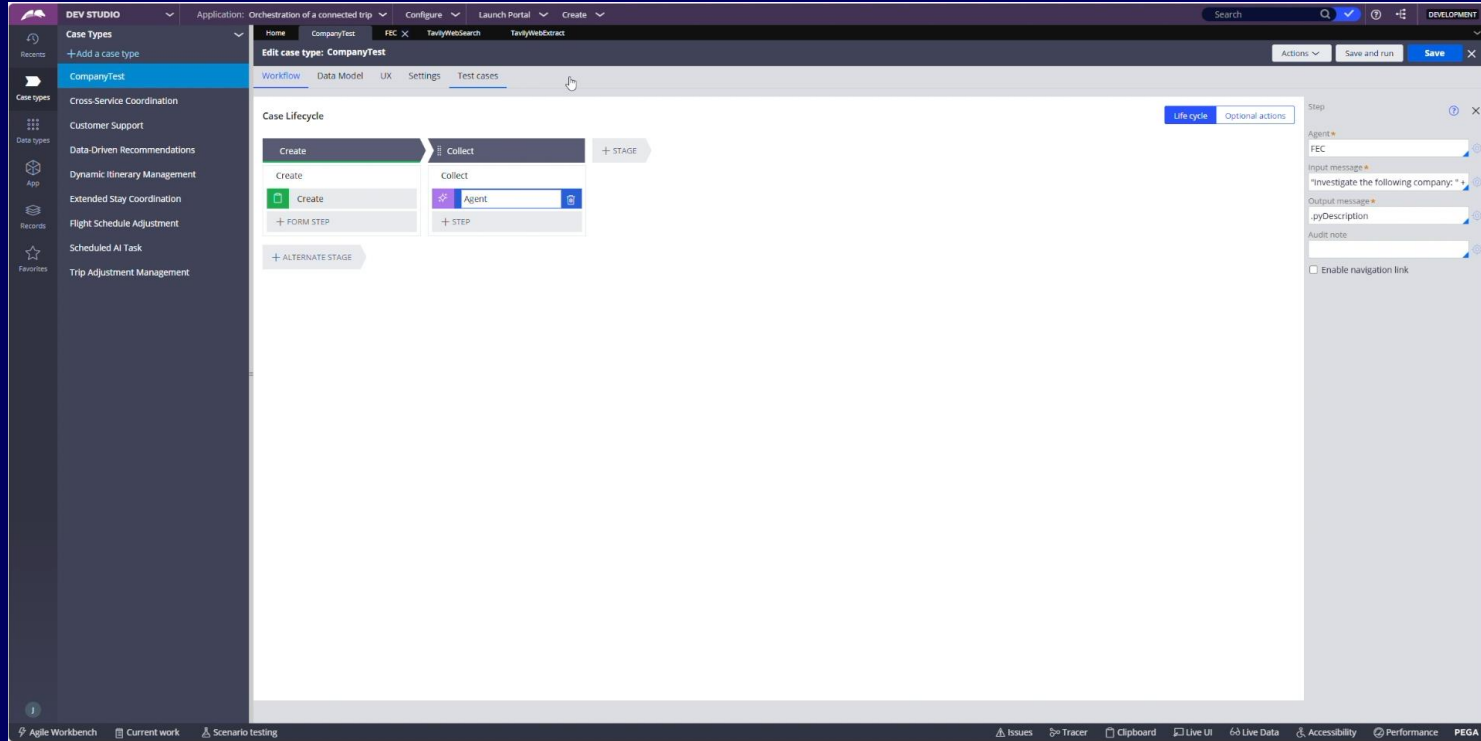 DEV STUDIO
Application: Orchestration of a connected trip
Configure
Launch Portal
Create
Search
DEVELOPMENT
Recents
Case types
Data types
App
Records
Favorites
Case Types
+Add a case type
CompanyTest
Cross-Service Coordination
Customer Support
Data-Driven Recommendations
Dynamic Itinerary Management
Extended Stay Coordination
Flight Schedule Adjustment
Scheduled AI Task
Trip Adjustment Management
Home
CompanyTest
FEC
TavilyWebSearch
TavilyWebExtract
Edit case type: CompanyTest
Actions
Save and run
Save
Workflow
Data Model
UX
Settings
Test cases
Case Lifecycle
Life cycle
Optional actions
Create
Collect
+ STAGE
Create
Collect
Create
Agent
+ FORM STEP
+ STEP
+ ALTERNATE STAGE
Step
Agent
FEC
Input message
"Investigate the following company: " +
Output message
.pyDescription
Audit note
Enable navigation link
J
Agile Workbench
Current work
Scenario testing
Issues
Tracer
Clipboard
Live UI
Live Data
Accessibility
Performance
PEGA